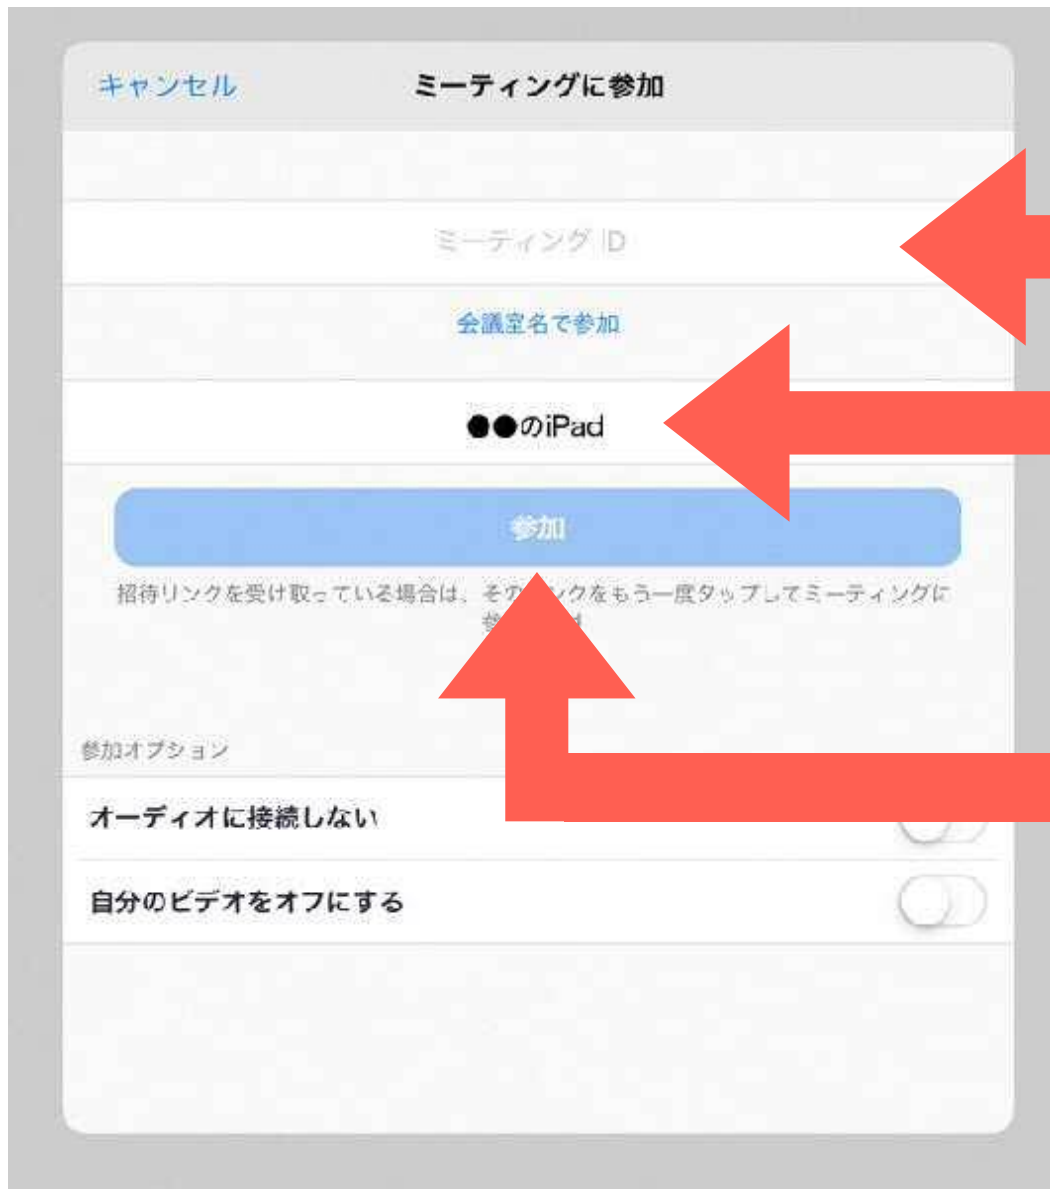 キャンセル
ミーティングに参加
ミーティング ID
会議室名で参加
●●のiPad
参加
招待リンクを受け取っている場合は、その クをもう一度タップしてミーティングに
参加オプション
オーディオに接続しない
自分のビデオをオフにする